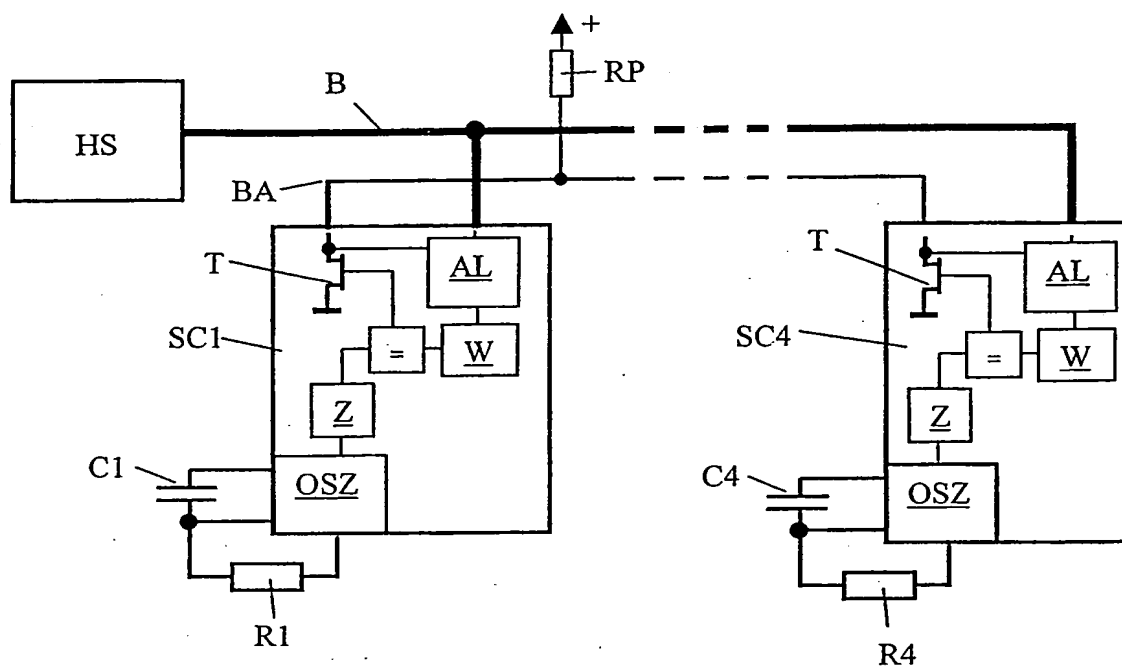 +
RP
B
HS
BA
T
AL
SC1
=
W
Z
C1
OSZ
R1
T
AL
SC4
=
W
Z
C4
OSZ
R4